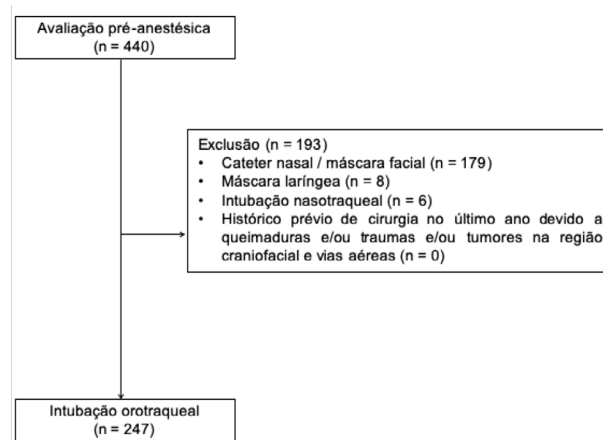 Avaliação pré-anestésica
(n = 440)
Exclusão (n = 193)
• Cateter nasal / máscara facial (n = 179)
• Máscara laríngea (n = 8)
• Intubação nasotraqueal (n = 6)
• Histórico prévio de cirurgia no último ano devido a
queimaduras e/ou traumas e/ou tumores na região
craniofacial e vias aéreas (n = 0)
Intubação orotraqueal
(n = 247)